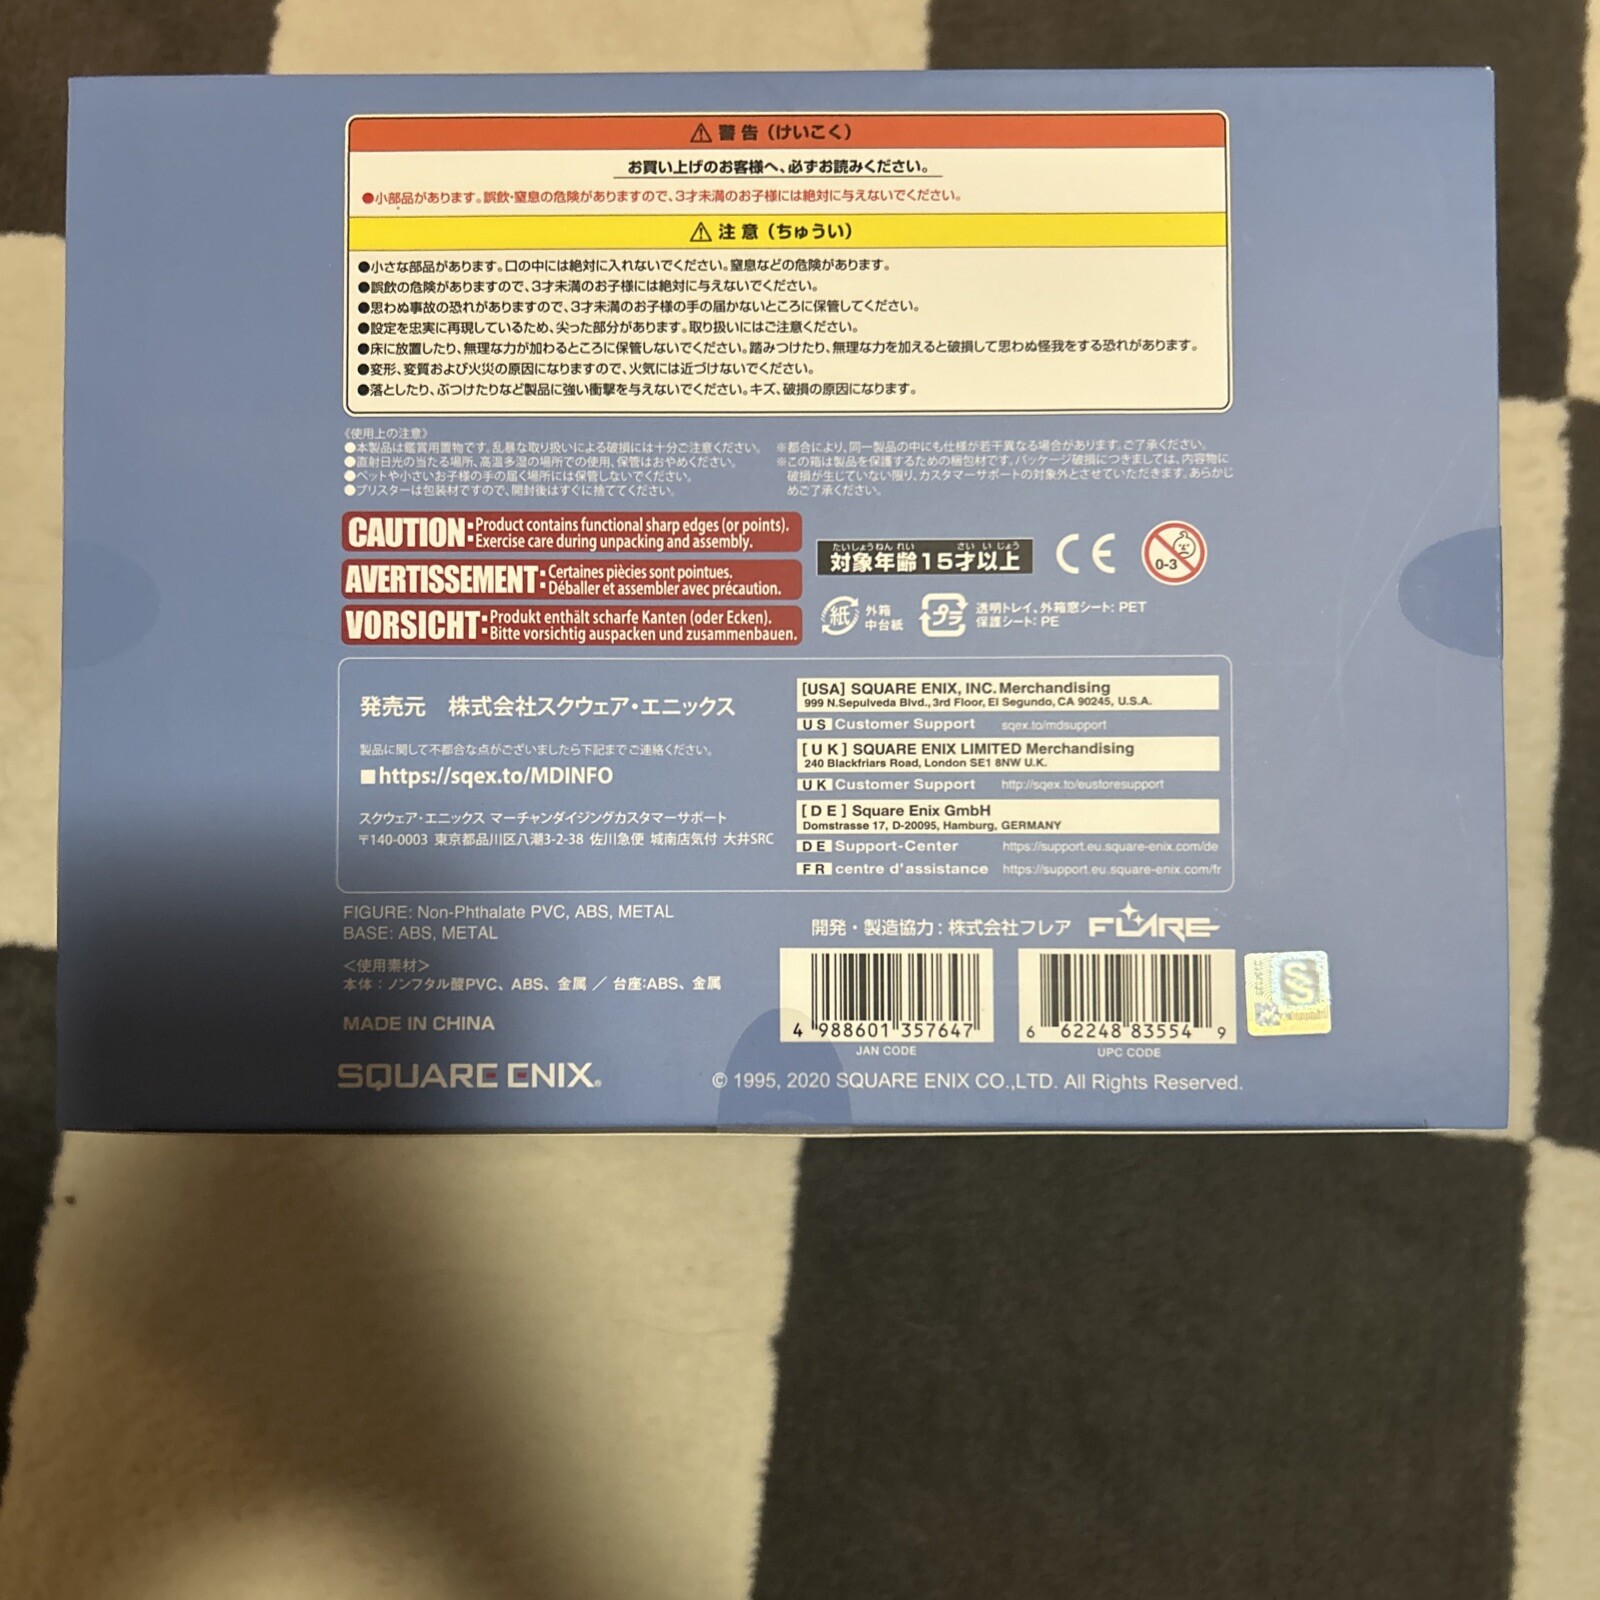 ⚠ 警告（けいこく）
お買い上げのお客様へ、必ずお読みください。
●小部品があります。誤飲・窒息の危険がありますので、3才未満のお子様には絶対に与えないでください。
⚠ 注意（ちゅうい）
●小さな部品があります。口の中には絶対に入れないでください。窒息などの危険があります。
●誤飲の危険がありますので、3才未満のお子様には絶対に与えないでください。
●思わぬ事故の恐れがありますので、3才未満のお子様の手の届かないところに保管してください。
●設定を忠実に再現しているため、尖った部分があります。取り扱いにはご注意ください。
●床に放置したり、無理な力が加わるところに保管しないでください。踏みつけたり、無理な力を加えると破損して思わぬ怪我をする恐れがあります。
●変形、変質および火災の原因になりますので、火気には近づけないでください。
●落としたり、ぶつけたりなど製品に強い衝撃を与えないでください。キズ、破損の原因になります。
《使用上の注意》
●本製品は鑑賞用置物です。乱暴な取り扱いによる破損には十分ご注意ください。
●直射日光の当たる場所、高温多湿の場所での使用、保管はおやめください。
●ペットや小さいお子様の手の届く場所には保管しないでください。
●ブリスターは包装材ですので、開封後はすぐに捨ててください。
※都合により、同一製品の中にも仕様が若干異なる場合があります。ご了承ください。
※この箱は製品を保護するための梱包材です。パッケージ破損につきましては、内容物に
破損が生じていない限り、カスタマーサポートの対象外とさせていただきます。あらかじ
めご了承ください。
CAUTION: Product contains functional sharp edges (or points).
Exercise care during unpacking and assembly.
AVERTISSEMENT: Certaines pièces sont pointues.
Déballer et assembler avec précaution.
VORSICHT: Produkt enthält scharfe Kanten (oder Ecken).
Bitte vorsichtig auspacken und zusammenbauen.
たいしょうねんれい さいいじょう
対象年齢15才以上
CE
0-3
紙 外箱
中台紙
プラ 透明トレイ、外箱窓シート: PET
保護シート: PE
発売元 株式会社スクウェア・エニックス
製品に関して不都合な点がございましたら下記までご連絡ください。
■https://sqex.to/MDINFO
スクウェア・エニックス マーチャンダイジングカスタマーサポート
〒140-0003 東京都品川区八潮3-2-38 佐川急便 城南店気付 大井SRC
[USA] SQUARE ENIX, INC. Merchandising
999 N.Sepulveda Blvd., 3rd Floor, El Segundo, CA 90245, U.S.A.
US Customer Support sqex.to/mdsupport
[UK] SQUARE ENIX LIMITED Merchandising
240 Blackfriars Road, London SE1 8NW U.K.
UK Customer Support http://sqex.to/eustoresupport
[DE] Square Enix GmbH
Domstrasse 17, D-20095, Hamburg, GERMANY
DE Support-Center https://support.eu.square-enix.com/de
FR centre d'assistance https://support.eu.square-enix.com/fr
FIGURE: Non-Phthalate PVC, ABS, METAL
BASE: ABS, METAL
＜使用素材＞
本体：ノンフタル酸PVC、ABS、金属 ／ 台座:ABS、金属
MADE IN CHINA
SQUARE ENIX®
開発・製造協力：株式会社フレア FLARE
4 988601 357647
JAN CODE
6 62248 83554 9
UPC CODE
© 1995, 2020 SQUARE ENIX CO.,LTD. All Rights Reserved.